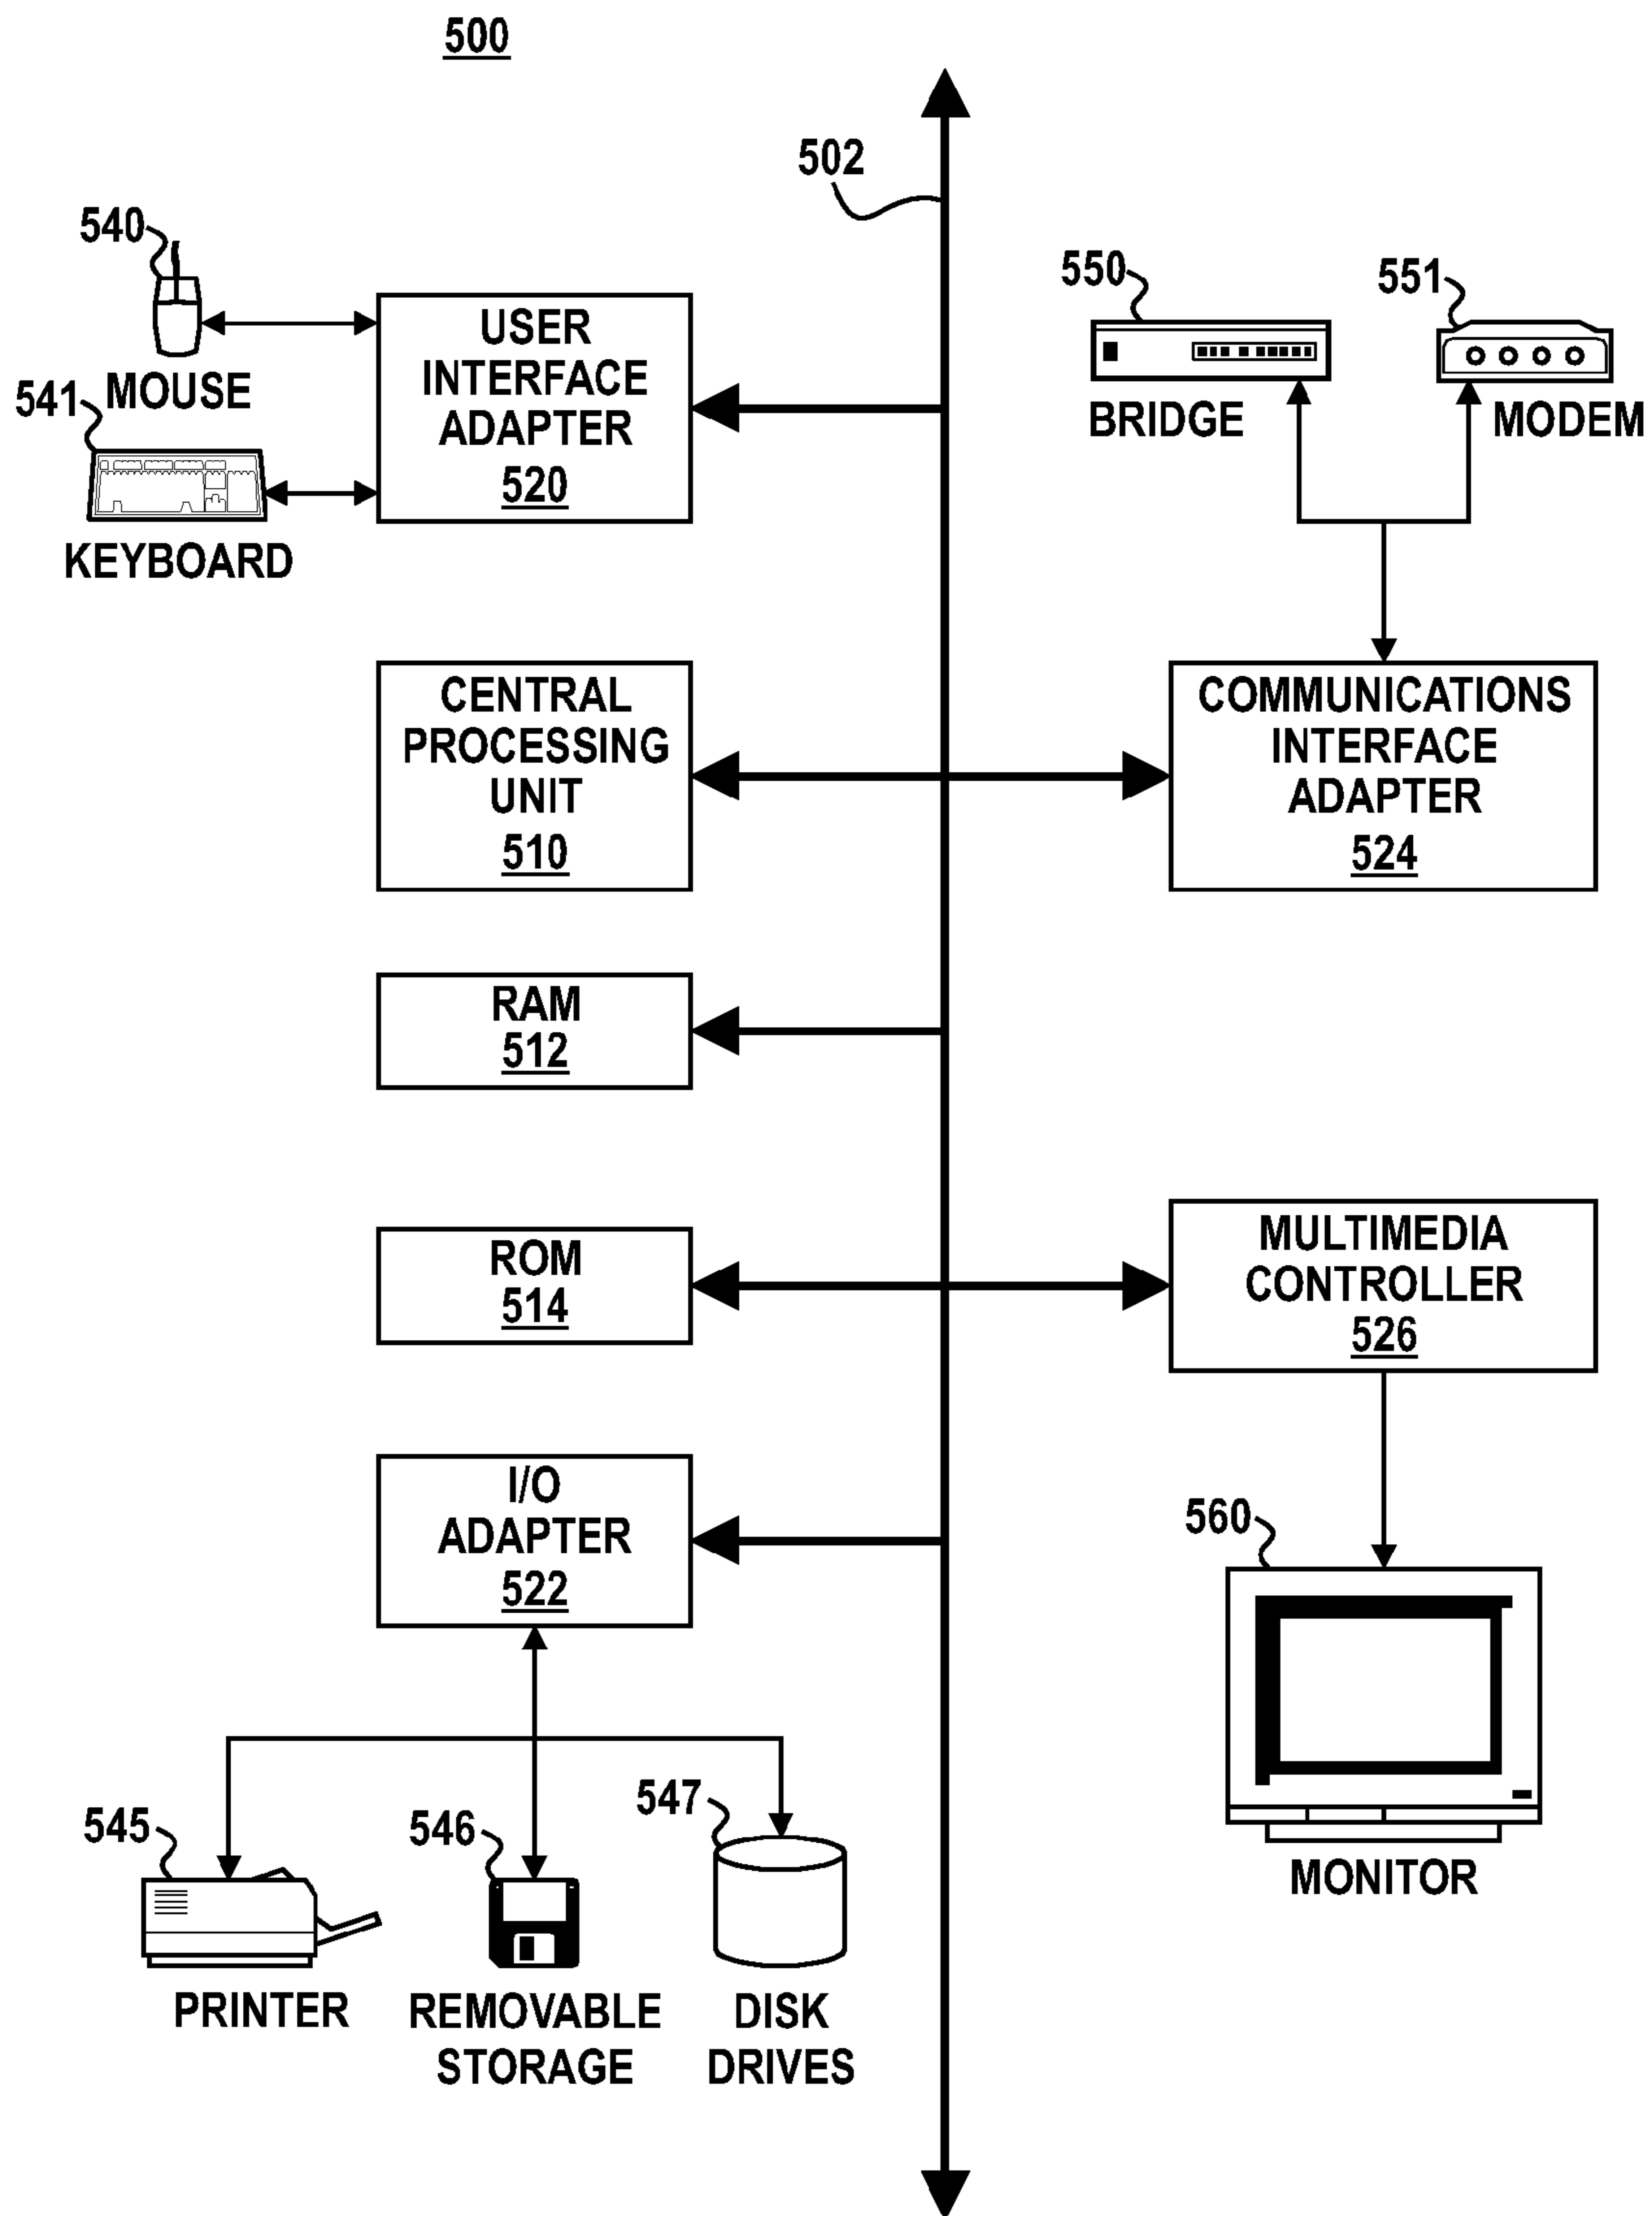 500
502
540
MOUSE
541
KEYBOARD
USER
INTERFACE
ADAPTER
520
550
BRIDGE
551
MODEM
CENTRAL
PROCESSING
UNIT
510
COMMUNICATIONS
INTERFACE
ADAPTER
524
RAM
512
ROM
514
MULTIMEDIA
CONTROLLER
526
I/O
ADAPTER
522
560
MONITOR
545
PRINTER
546
REMOVABLE
STORAGE
547
DISK
DRIVES